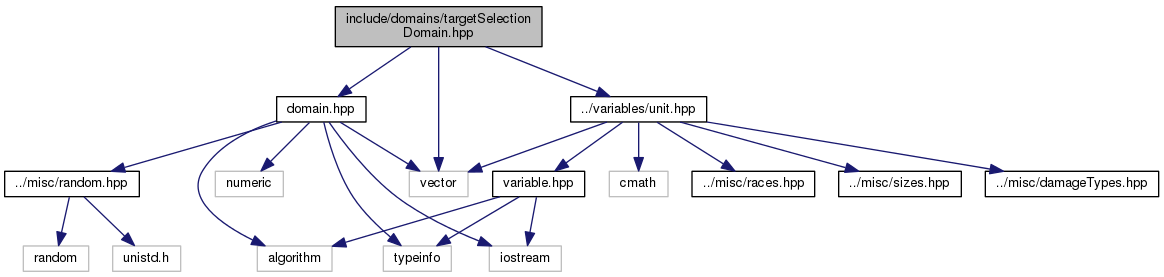 include/domains/targetSelection
Domain.hpp
domain.hpp
../variables/unit.hpp
../misc/random.hpp
numeric
vector
variable.hpp
cmath
../misc/races.hpp
../misc/sizes.hpp
../misc/damageTypes.hpp
random
unistd.h
algorithm
typeinfo
iostream